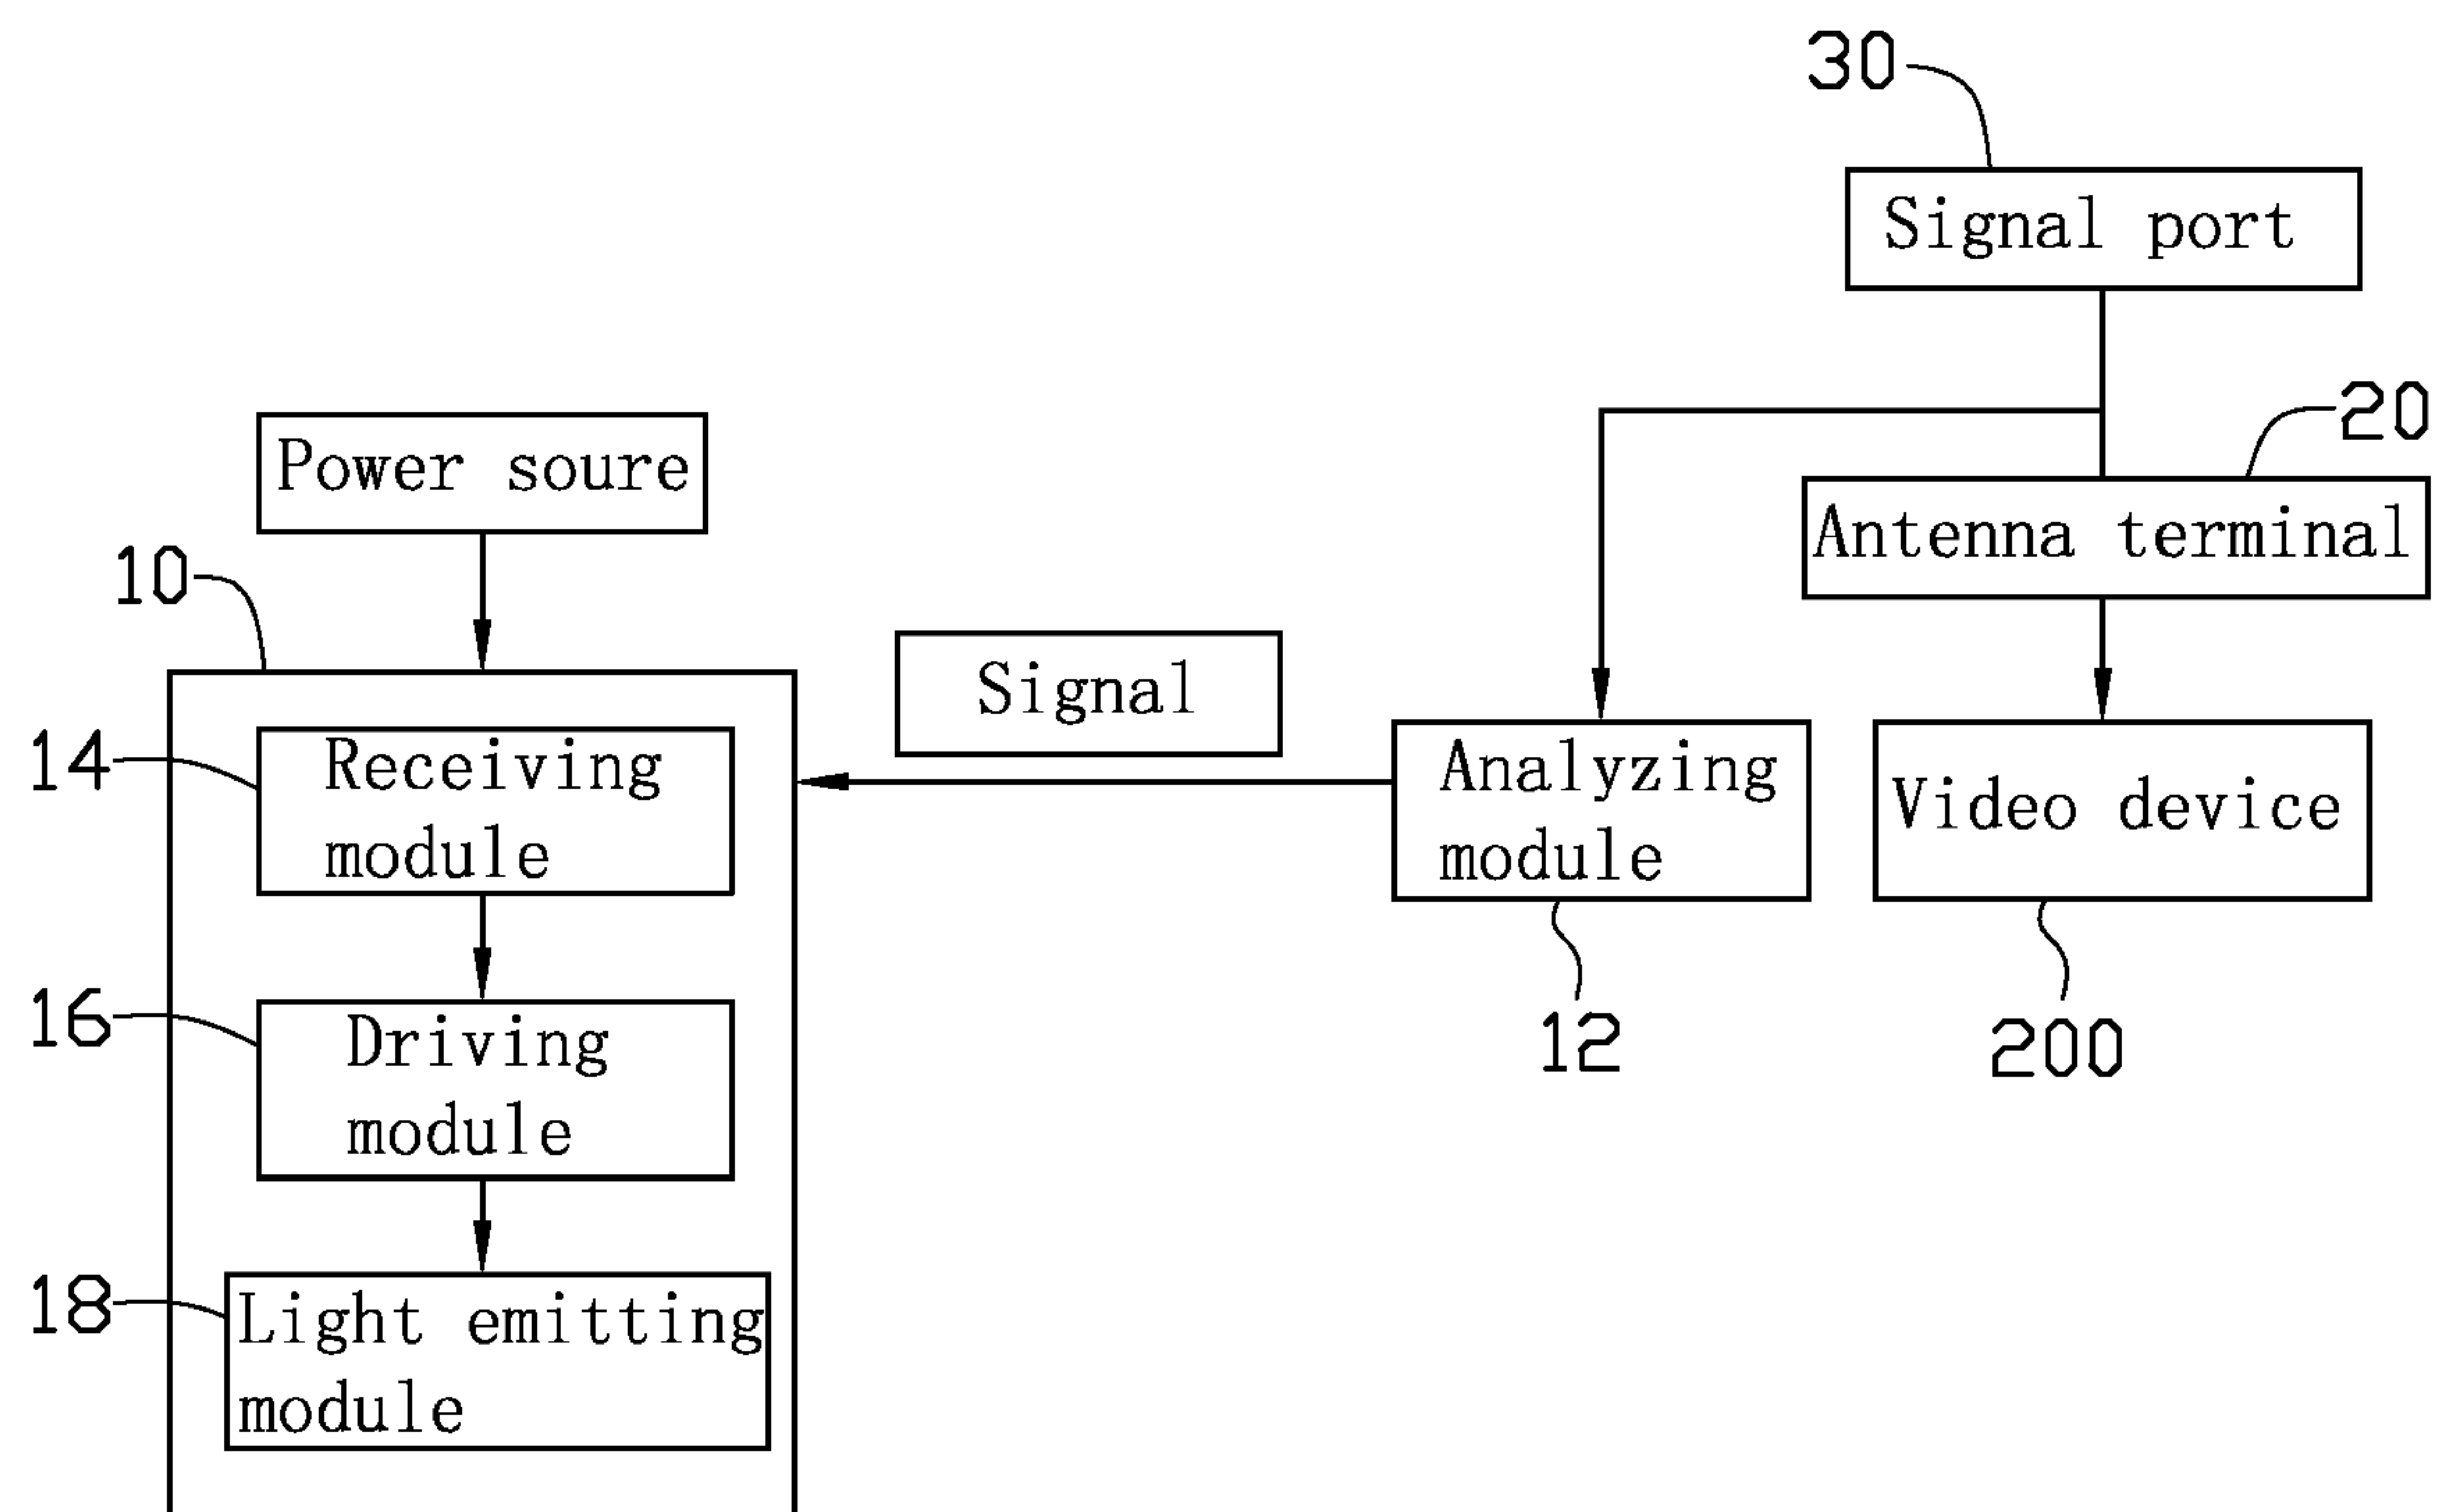 30
Signal port
20
Power soure
Antenna terminal
10
Signal
14
Receiving
module
Analyzing
module
Video device
16
Driving
module
12
200
18
Light emitting
module